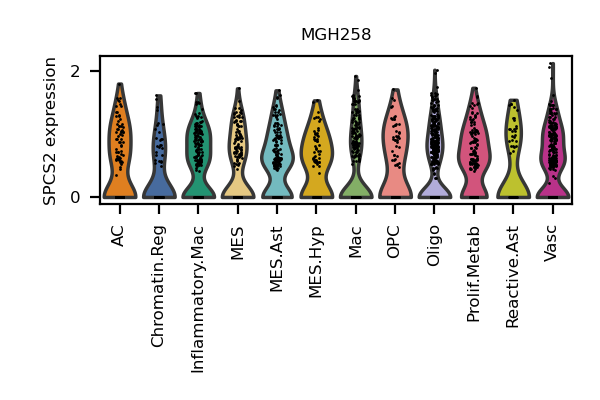 MGH258
SPCS2 expression
2
0
AC
Chromatin.Reg
Inflammatory.Mac
MES
MES.Ast
MES.Hyp
Mac
OPC
Oligo
Prolif.Metab
Reactive.Ast
Vasc